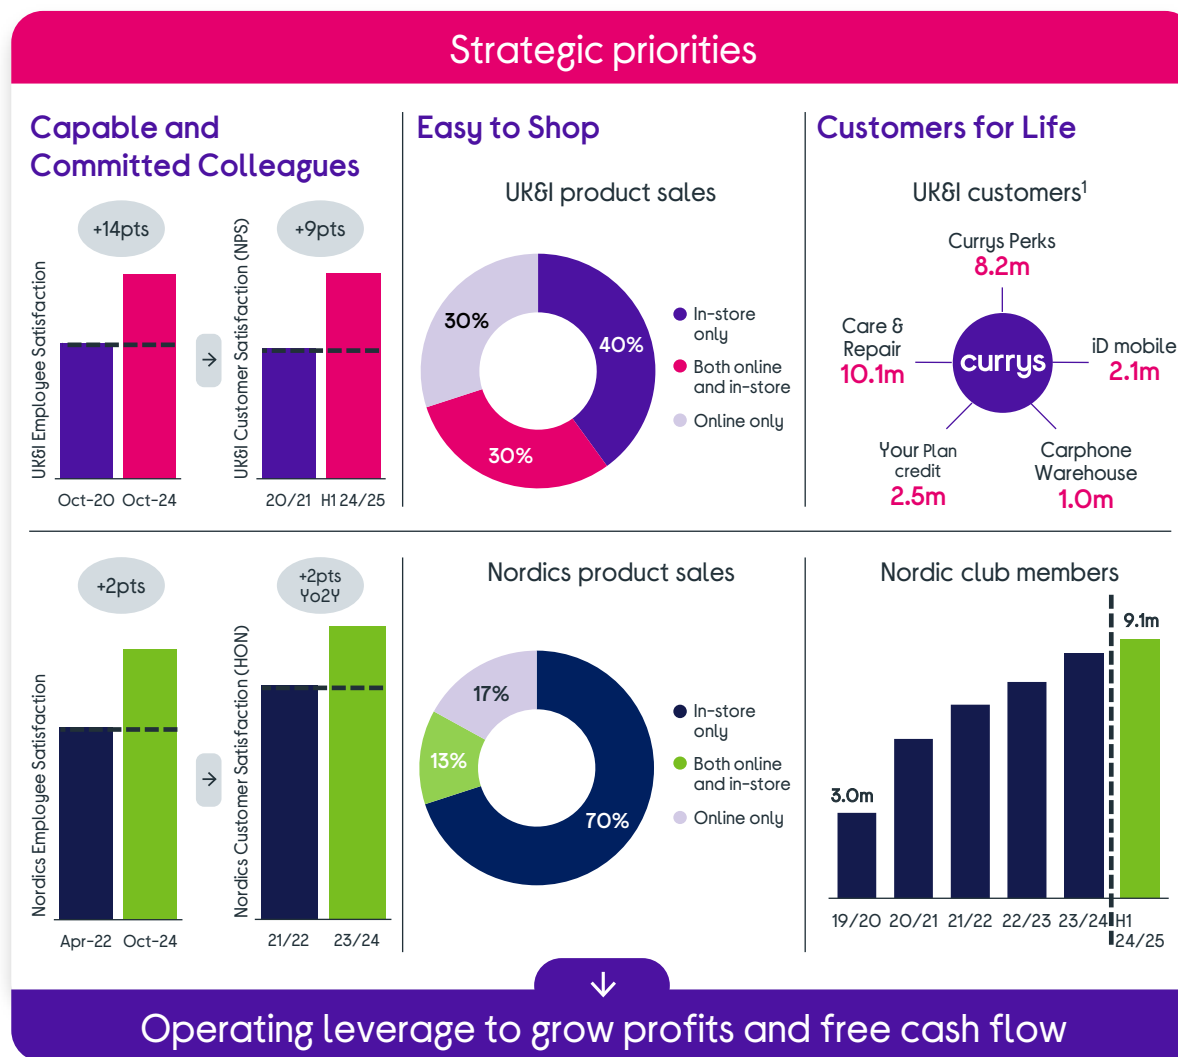 Strategic priorities
Capable and
Committed Colleagues
+14pts
+9pts
UK&I Employee Satisfaction
UK&I Customer Satisfaction (NPS)
Oct-20 Oct-24
20/21 H1 24/25
Easy to Shop
UK&I product sales
30%
40%
30%
In-store
only
Both online
and in-store
Online only
Customers for Life
UK&I customers1
Currys Perks
8.2m
Care &
Repair
10.1m
currys
iD mobile
2.1m
Your Plan
credit
2.5m
Carphone
Warehouse
1.0m
+2pts
+2pts
Yo2Y
Nordics Employee Satisfaction
Nordics Customer Satisfaction (HON)
Apr-22 Oct-24
21/22 23/24
Nordics product sales
17%
13%
70%
In-store
only
Both online
and in-store
Online only
Nordic club members
9.1m
3.0m
19/20 20/21 21/22 22/23 23/24 H1
24/25
Operating leverage to grow profits and free cash flow